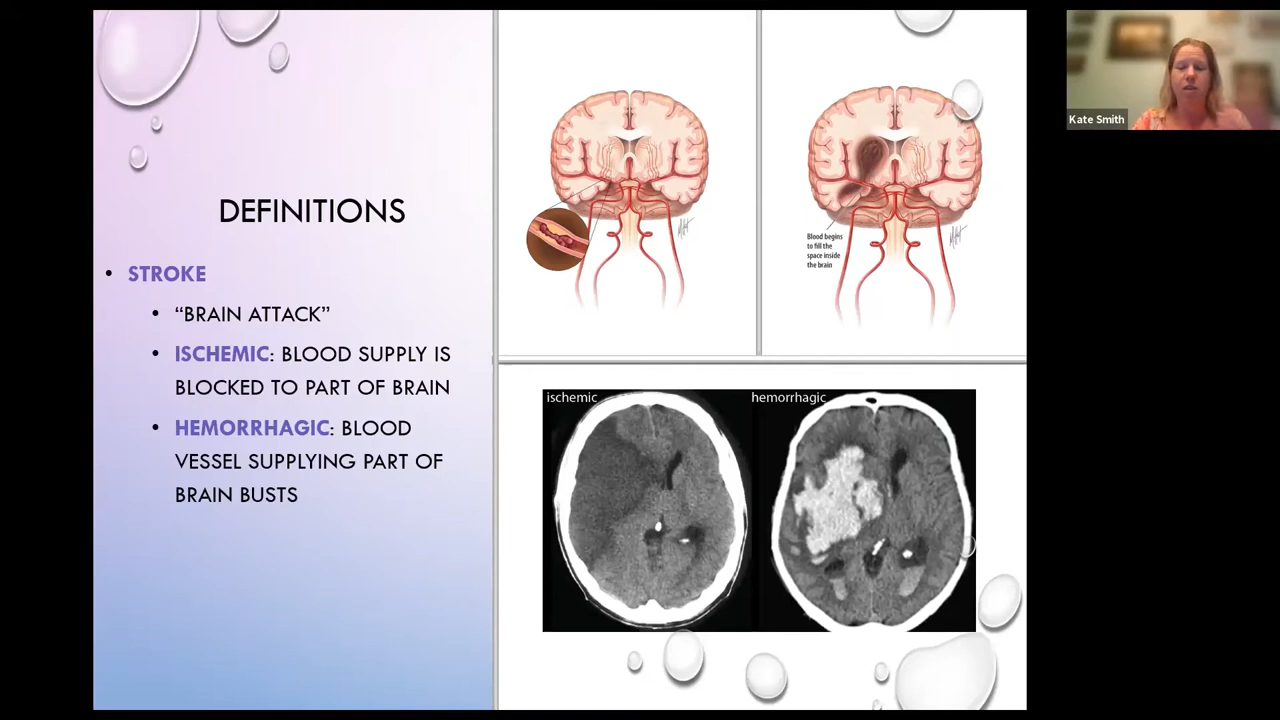 DEFINITIONS
• STROKE
• “BRAIN ATTACK”
• ISCHEMIC: BLOOD SUPPLY IS
BLOCKED TO PART OF BRAIN
• HEMORRHAGIC: BLOOD
VESSEL SUPPLYING PART OF
BRAIN BUSTS
Blood begins
to fill the
space inside
the brain
ischemic
hemorrhagic
Kate Smith